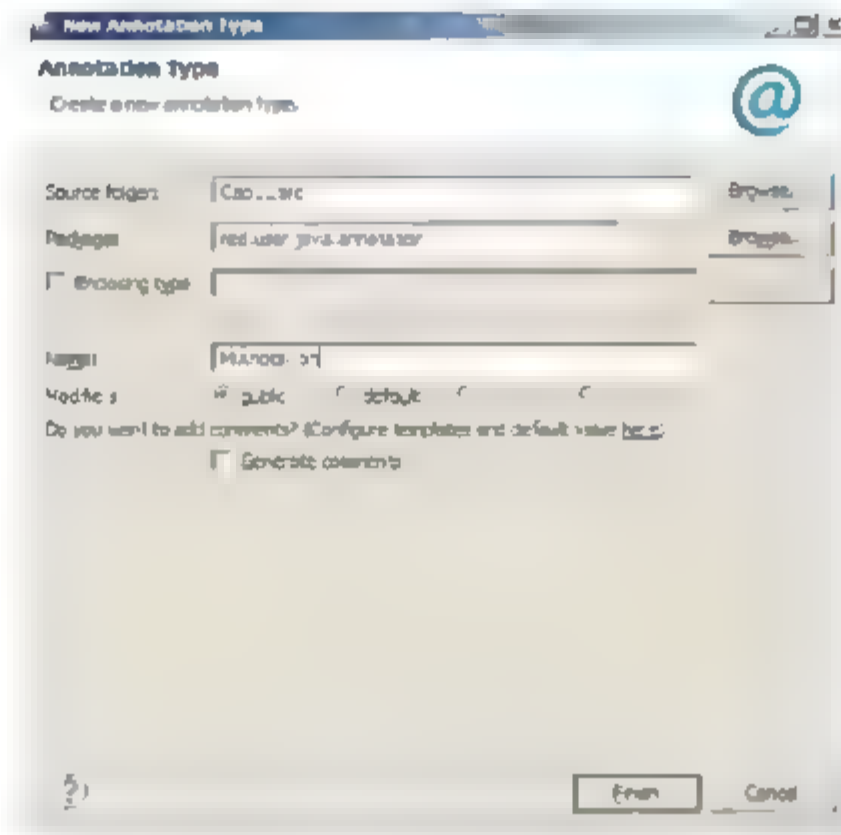 New Annotation Type
Annotation Type
Create a new annotation type.
Source folder: Browse...
Package: Browse...
Enclosing type
Name:
Modifiers public default
Do you want to add comments? (Configure templates and default value here)
Generate comments
Finish Cancel